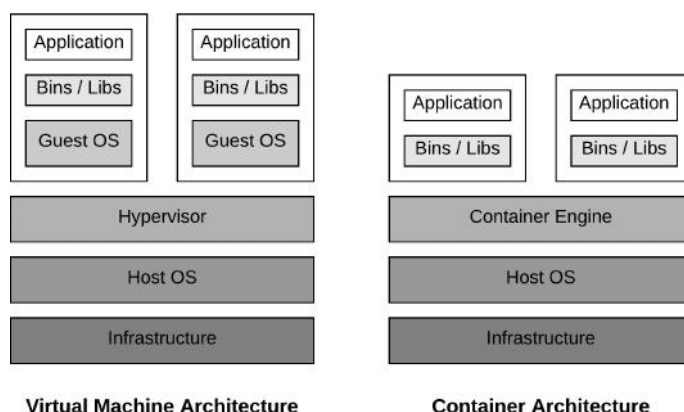 Application
Bins / Libs
Guest OS
Application
Bins / Libs
Guest OS
Hypervisor
Host OS
Infrastructure
Virtual Machine Architecture
Application
Bins / Libs
Application
Bins / Libs
Container Engine
Host OS
Infrastructure
Container Architecture